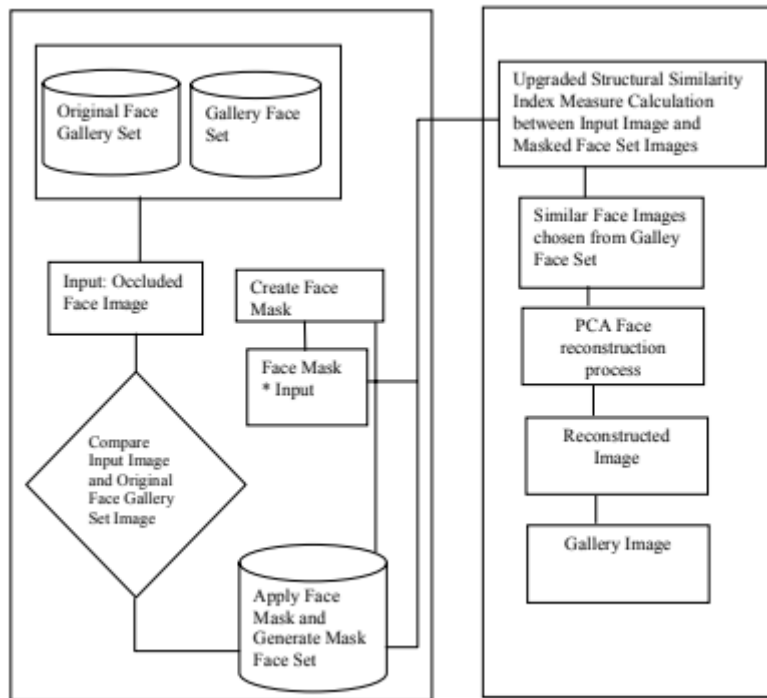 Original Face
Gallery Set
Gallery Face
Set
Input: Occluded
Face Image
Create Face
Mask
Face Mask
* Input
Compare
Input Image
and Original
Face Gallery
Set Image
Apply Face
Mask and
Generate Mask
Face Set
Upgraded Structural Similarity
Index Measure Calculation
between Input Image and
Masked Face Set Images
Similar Face Images
chosen from Galley
Face Set
PCA Face
reconstruction
process
Reconstructed
Image
Gallery Image